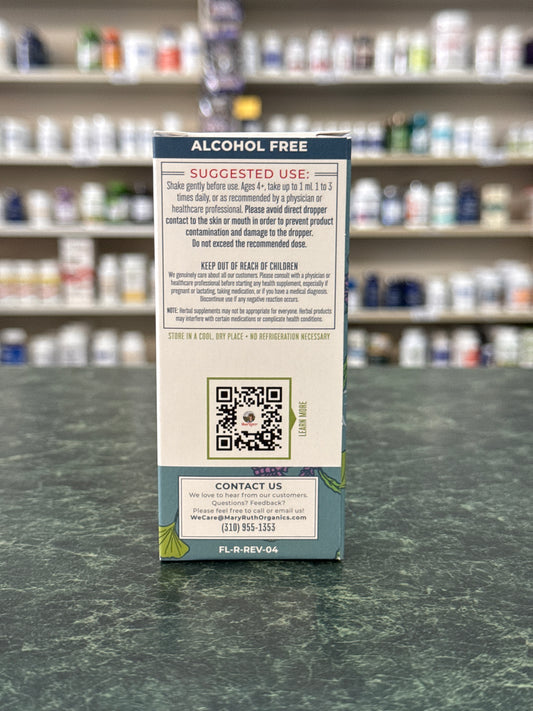 ALCOHOL FREE
SUGGESTED USE:
Shake gently before use. Ages 4+, take up to 1 ml, 1 to 3
times daily, or as recommended by a physician or
healthcare professional. Please avoid direct dropper
contact to the skin or mouth in order to prevent product
contamination and damage to the dropper.
Do not exceed the recommended dose.
KEEP OUT OF REACH OF CHILDREN
We genuinely care about all our customers. Please consult with a physician or
healthcare professional before starting any health supplement, especially if
pregnant or lactating, taking medication, or if you have a medical diagnosis.
Discontinue use if any negative reaction occurs.
NOTE: Herbal supplements may not be appropriate for everyone. Herbal products
may interfere with certain medications or complicate health conditions.
STORE IN A COOL, DRY PLACE • NO REFRIGERATION NECESSARY
LEARN MORE
CONTACT US
We love to hear from our customers.
Questions? Feedback?
Please feel free to call or email us!
WeCare@MaryRuthOrganics.com
(310) 955-1353
FL-R-REV-04